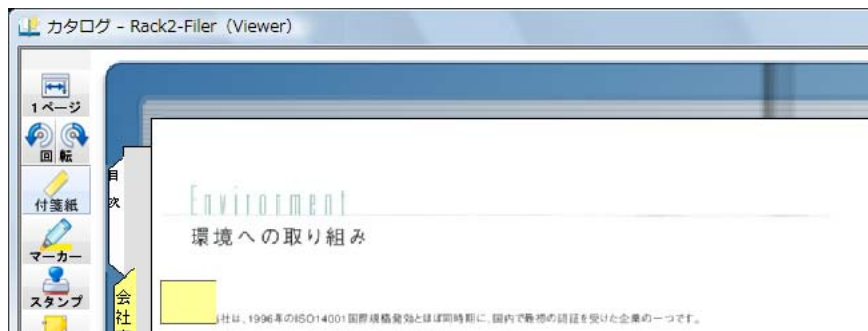 カタログ - Rack2-Filer（Viewer）
1ページ
回転
付箋紙
マーカー
スタンプ
目次
会社
Environment
環境への取り組み
社は、1996年のISO14001国際規格発効とほぼ同時期に、国内で最初の認証を受けた企業の一つです。